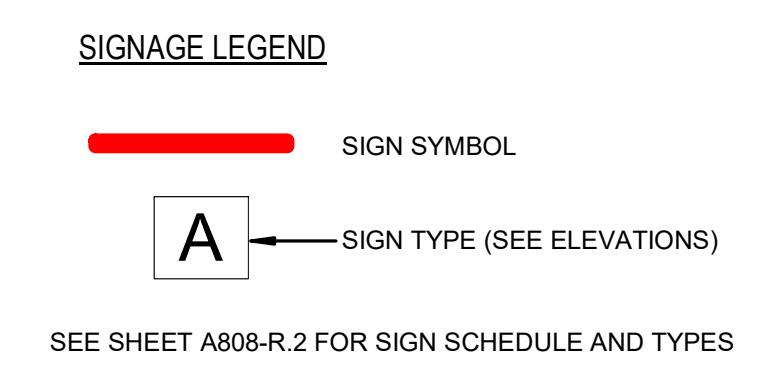 SIGNAGE LEGEND
SIGN SYMBOL
A
SIGN TYPE (SEE ELEVATIONS)
SEE SHEET A808-R.2 FOR SIGN SCHEDULE AND TYPES